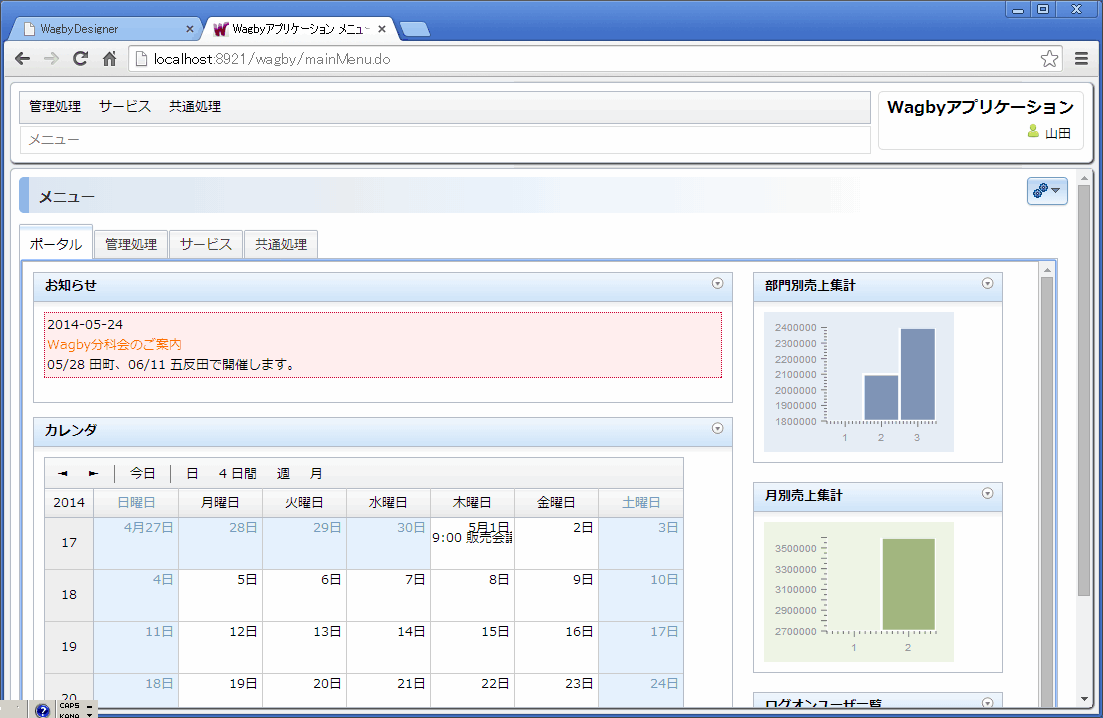 WagbyDesigner
Wagbyアプリケーション メニュ
localhost:8921/wagby/mainMenu.do
管理処理 サービス 共通処理
Wagbyアプリケーション
メニュー
山田
メニュー
ポータル 管理処理 サービス 共通処理
お知らせ
2014-05-24
Wagby分科会のご案内
05/28 田町、06/11 五反田で開催します。
カレンダ
今日 日 4 日間 週 月
2014 日曜日 月曜日 火曜日 水曜日 木曜日 金曜日 土曜日
17 4月27日 28日 29日 30日 5月1日 2日 3日
9:00 販売会議
18 4日 5日 6日 7日 8日 9日 10日
19 11日 12日 13日 14日 15日 16日 17日
20 18日 19日 20日 21日 22日 23日 24日
部門別売上集計
2400000
2300000
2200000
2100000
2000000
1900000
1800000
1 2 3
月別売上集計
3500000
3300000
3100000
2900000
2700000
1 2
ログオンユーザ一覧
CAPS
KANA